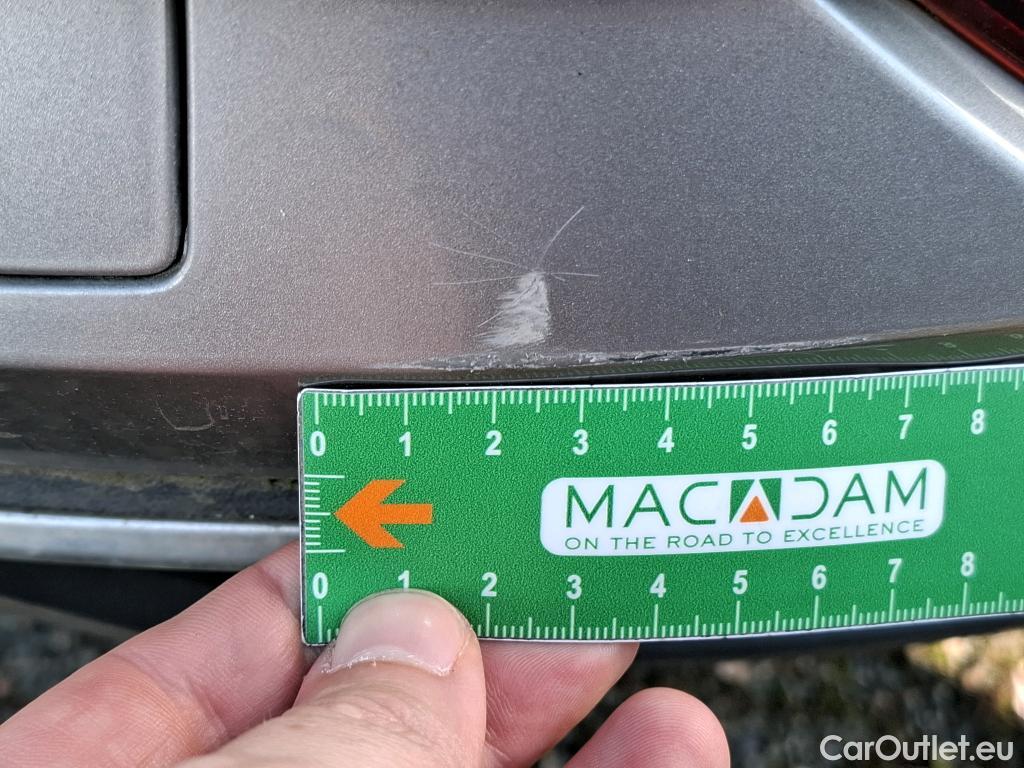 0 1 2 3 4 5 6 7 8
MACADAM
ON THE ROAD TO EXCELLENCE
0 1 2 3 4 5 6 7 8
CarOutlet.eu